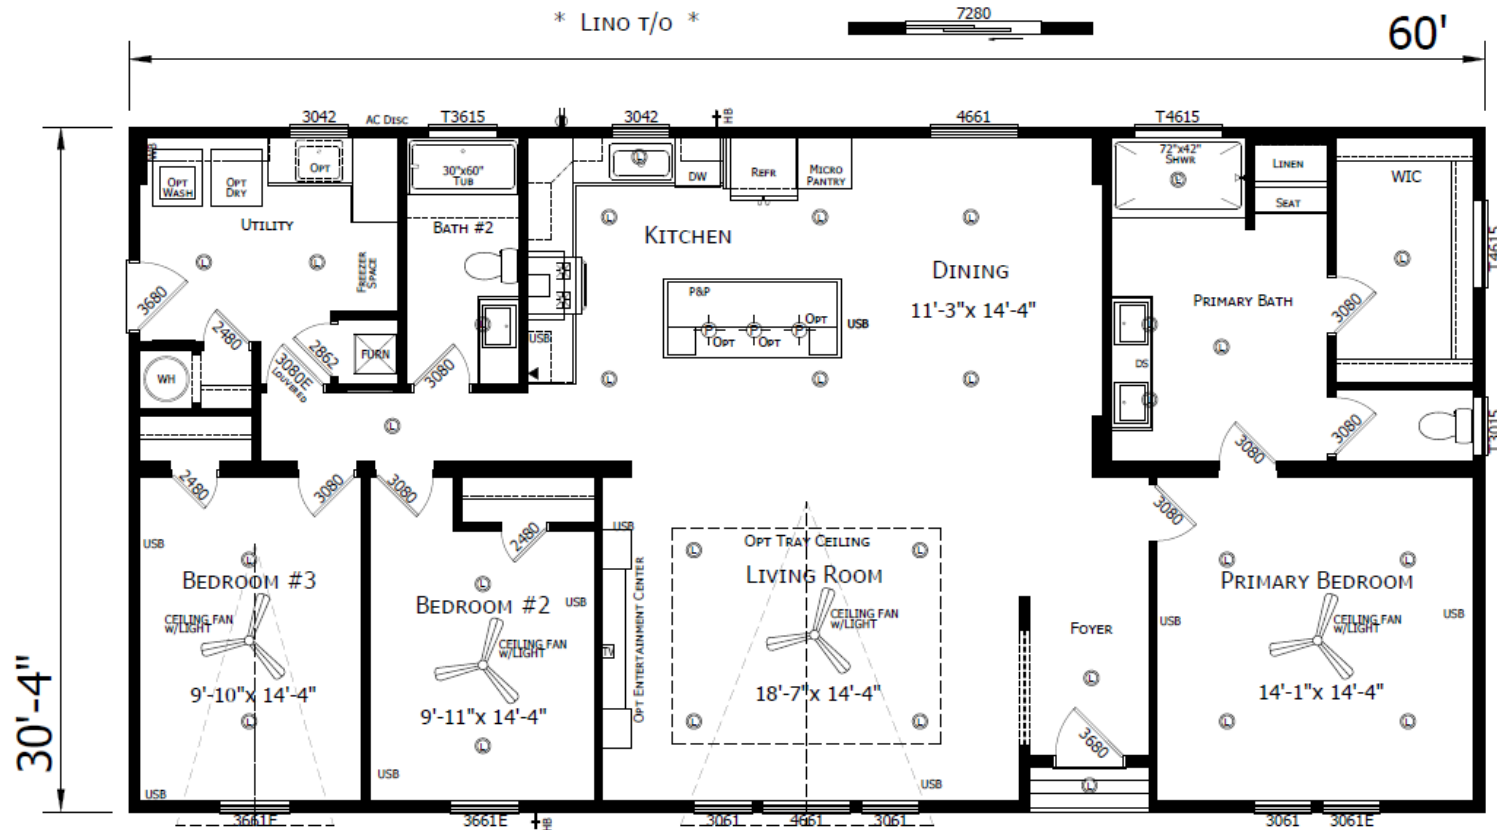 * LINO T/O *
7280
60'
3042
AC DISC
T3615
3042
HB
4661
T4615
OPT
WASH
OPT
DRY
OPT
30"x60"
TUB
DW
REFR
MICRO
PANTRY
72"x42"
SHWR
LINEN
SEAT
WIC
T4615
UTILITY
BATH #2
KITCHEN
FREEZER
SPACE
DINING
11'-3"x 14'-4"
PRIMARY BATH
3680
P&P
OPT
OPT
OPT
USB
USB
3080
2480
2862
3080E
LOUVERED
FURN
3080
WH
DS
3080
T3015
3080
2480
3080
3080
2480
3080
USB
USB
OPT TRAY CEILING
LIVING ROOM
BEDROOM #3
BEDROOM #2
USB
PRIMARY BEDROOM
CEILING FAN
W/LIGHT
CEILING FAN
W/LIGHT
CEILING FAN
W/LIGHT
CEILING FAN
W/LIGHT
OPT ENTERTAINMENT CENTER
TV
FOYER
USB
USB
9'-10"x 14'-4"
9'-11"x 14'-4"
18'-7"x 14'-4"
14'-1"x 14'-4"
3680
30'-4"
USB
USB
USB
3661E
3661E
HB
3061
4661
3061
3061
3061E